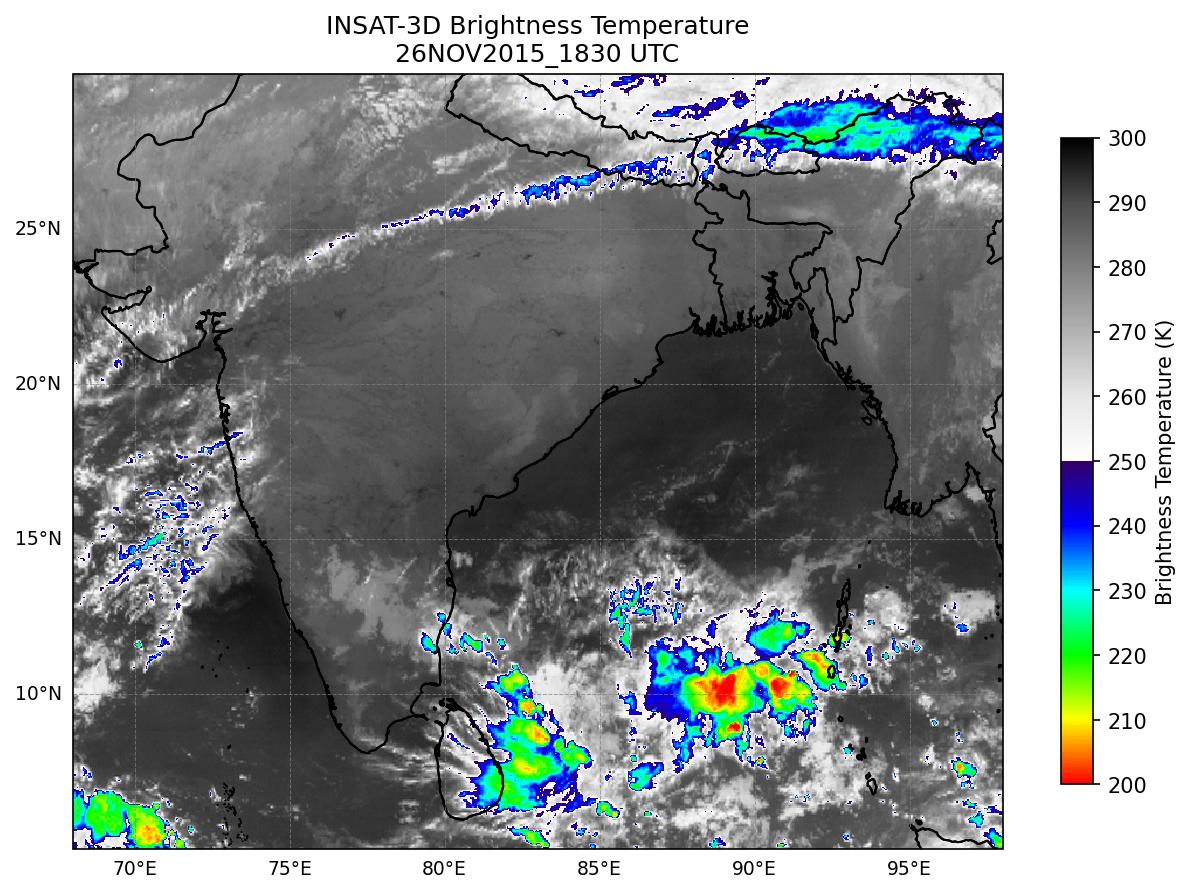 INSAT-3D Brightness Temperature
26NOV2015_1830 UTC
25°N
20°N
15°N
10°N
70°E
75°E
80°E
85°E
90°E
95°E
300
290
280
270
260
250
240
230
220
210
200
Brightness Temperature (K)